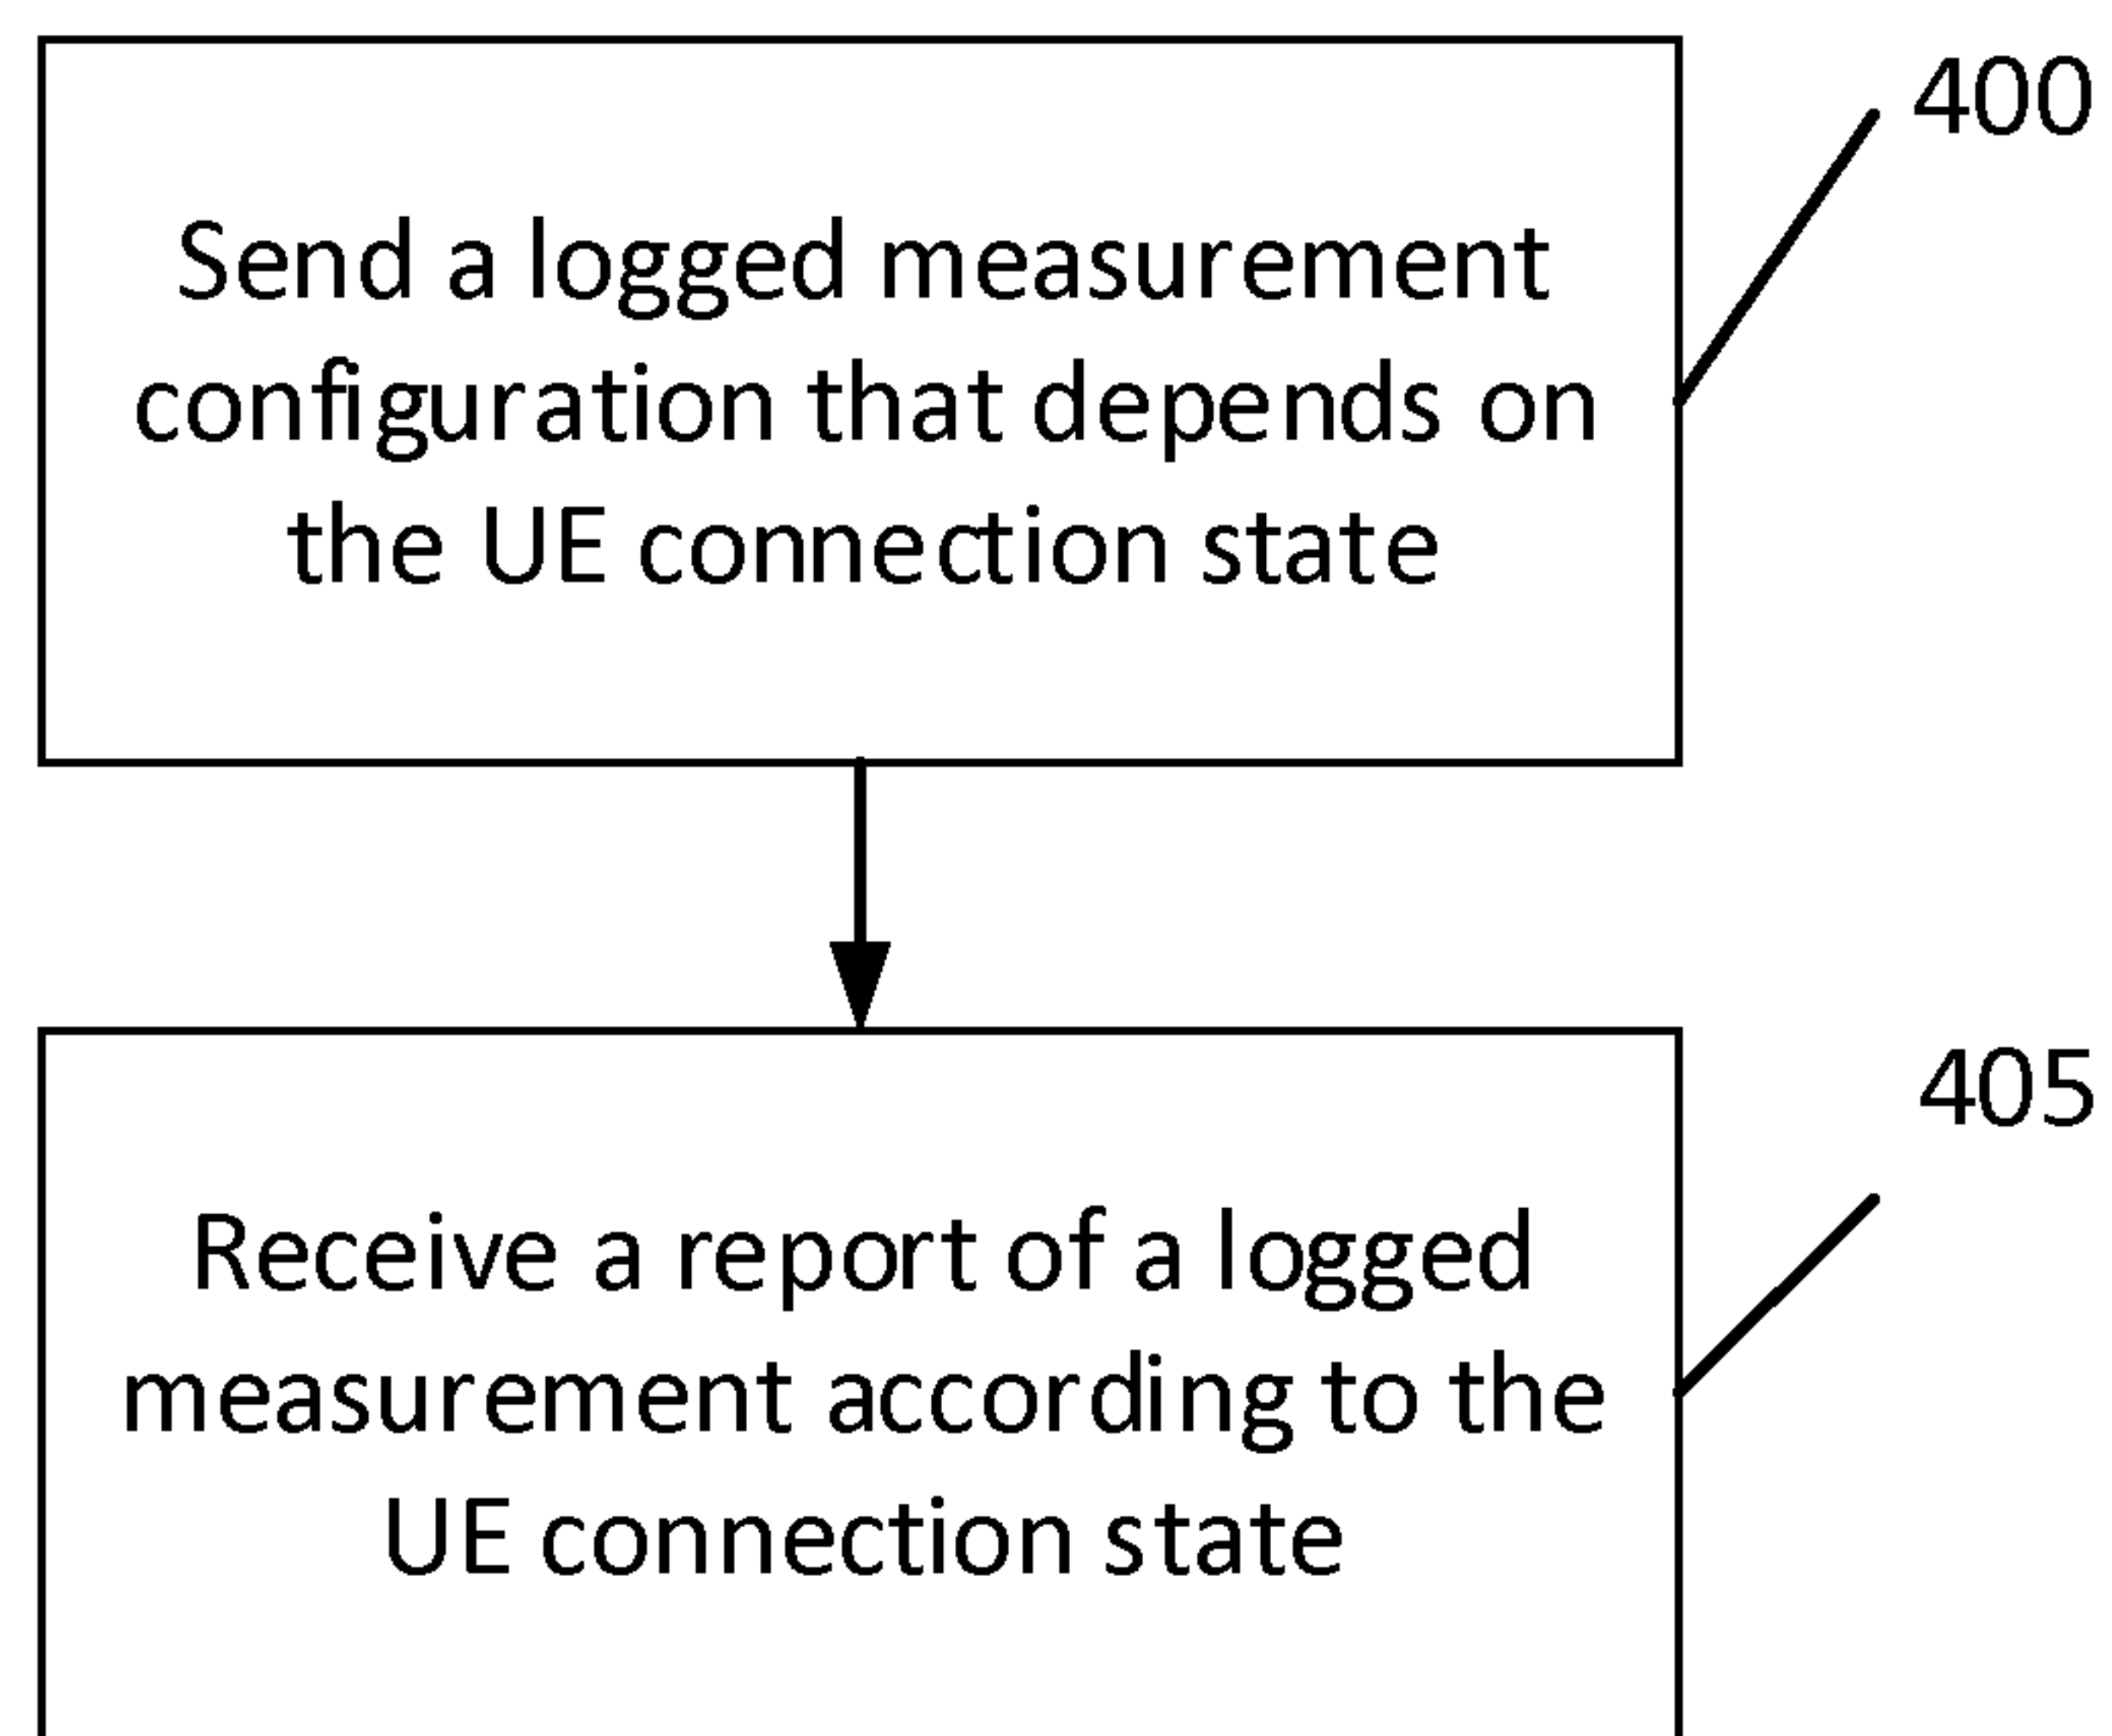 400
Send a logged measurement
configuration that depends on
the UE connection state
405
Receive a report of a logged
measurement according to the
UE connection state